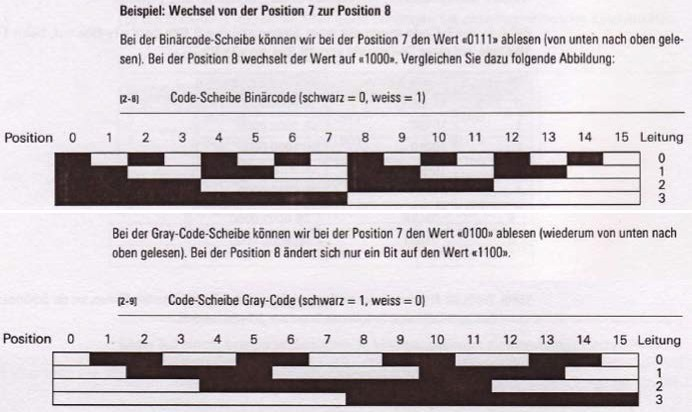 Beispiel: Wechsel von der Position 7 zur Position 8
Bei der Binärcode-Scheibe können wir bei der Position 7 den Wert «0111» ablesen (von unten nach oben gele-
sen). Bei der Position 8 wechselt der Wert auf «1000». Vergleichen Sie dazu folgende Abbildung:
[2-8] Code-Scheibe Binärcode (schwarz = 0, weiss = 1)
Position 0 1 2 3 4 5 6 7 8 9 10 11 12 13 14 15 Leitung
0
1
2
3
Bei der Gray-Code-Scheibe können wir bei der Position 7 den Wert «0100» ablesen (wiederum von unten nach
oben gelesen). Bei der Position 8 ändert sich nur ein Bit auf den Wert «1100».
[2-9] Code-Scheibe Gray-Code (schwarz = 1, weiss = 0)
Position 0 1 2 3 4 5 6 7 8 9 10 11 12 13 14 15 Leitung
0
1
2
3